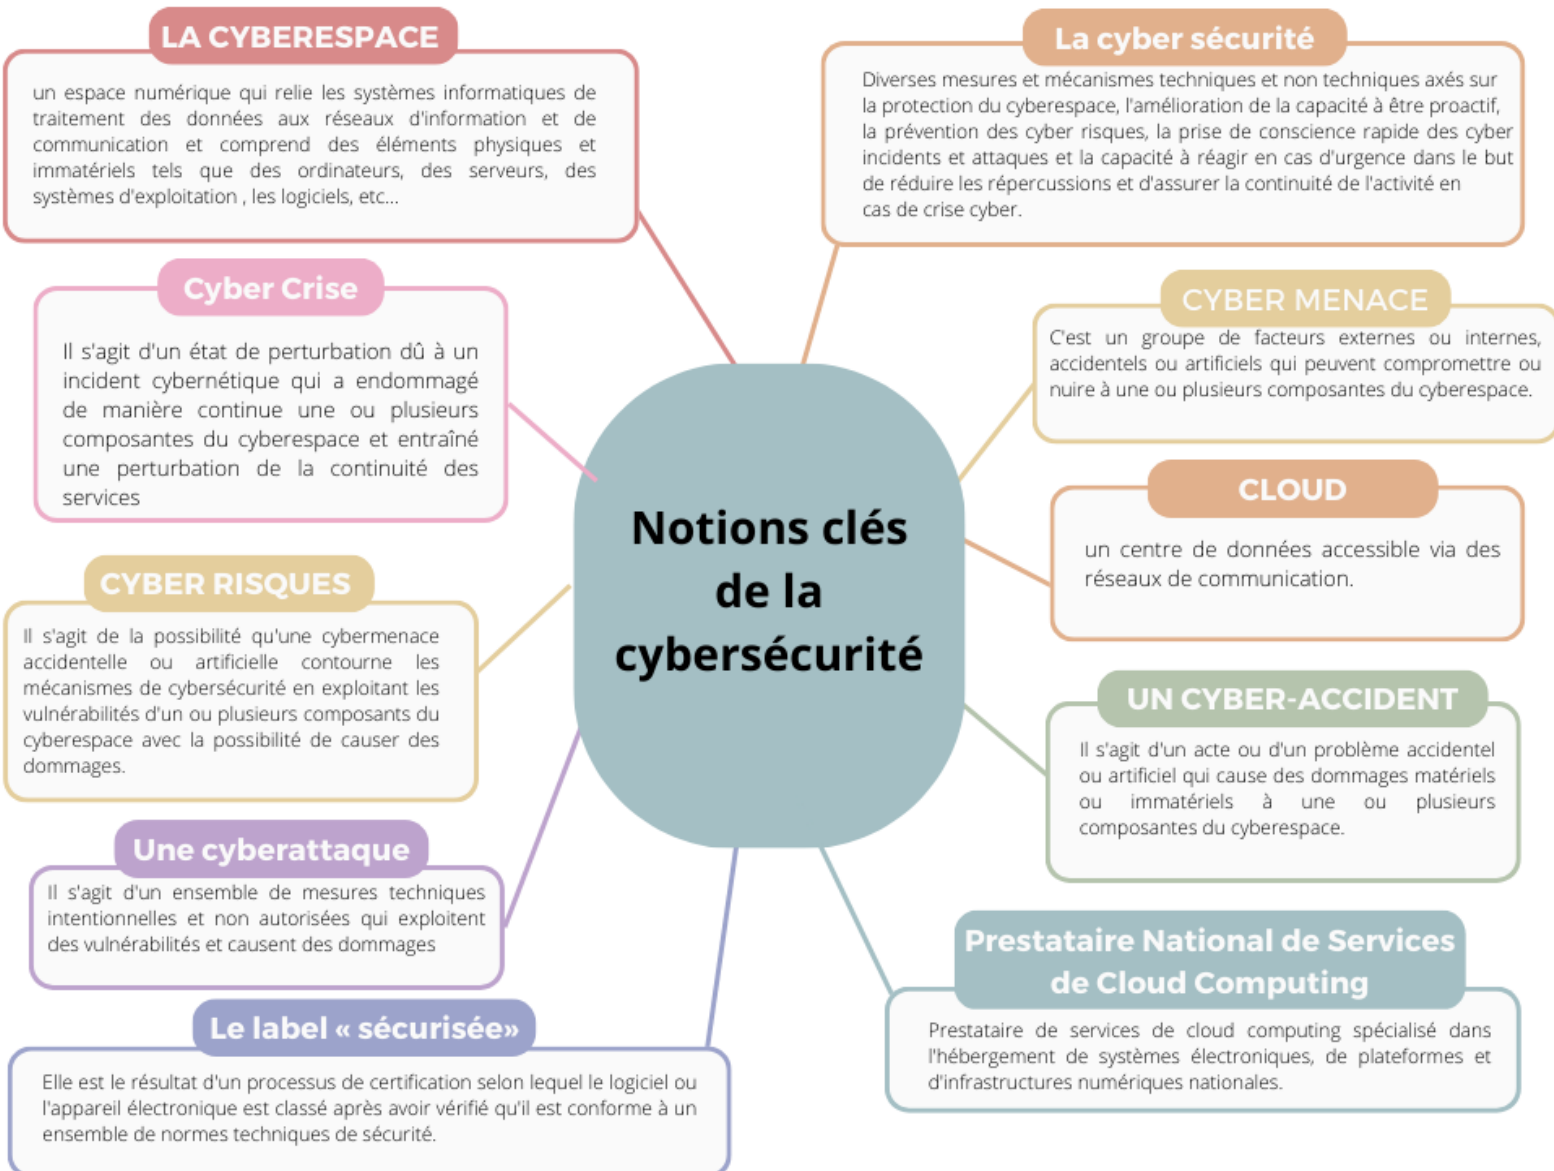 LA CYBERESPACE
un espace numérique qui relie les systèmes informatiques de
traitement des données aux réseaux d'information et de
communication et comprend des éléments physiques et
immatériels tels que des ordinateurs, des serveurs, des
systèmes d'exploitation , les logiciels, etc...
La cyber sécurité
Diverses mesures et mécanismes techniques et non techniques axés sur
la protection du cyberespace, l'amélioration de la capacité à être proactif,
la prévention des cyber risques, la prise de conscience rapide des cyber
incidents et attaques et la capacité à réagir en cas d'urgence dans le but
de réduire les répercussions et d'assurer la continuité de l'activité en
cas de crise cyber.
Cyber Crise
Il s'agit d'un état de perturbation dû à un
incident cybernétique qui a endommagé
de manière continue une ou plusieurs
composantes du cyberespace et entraîné
une perturbation de la continuité des
services
CYBER MENACE
C'est un groupe de facteurs externes ou internes,
accidentels ou artificiels qui peuvent compromettre ou
nuire à une ou plusieurs composantes du cyberespace.
CLOUD
un centre de données accessible via des
réseaux de communication.
Notions clés
de la
cybersécurité
CYBER RISQUES
Il s'agit de la possibilité qu'une cybermenace
accidentelle ou artificielle contourne les
mécanismes de cybersécurité en exploitant les
vulnérabilités d'un ou plusieurs composants du
cyberespace avec la possibilité de causer des
dommages.
UN CYBER-ACCIDENT
Il s'agit d'un acte ou d'un problème accidentel
ou artificiel qui cause des dommages matériels
ou immatériels à une ou plusieurs
composantes du cyberespace.
Une cyberattaque
Il s'agit d'un ensemble de mesures techniques
intentionnelles et non autorisées qui exploitent
des vulnérabilités et causent des dommages
Prestataire National de Services
de Cloud Computing
Prestataire de services de cloud computing spécialisé dans
l'hébergement de systèmes électroniques, de plateformes et
d'infrastructures numériques nationales.
Le label « sécurisée»
Elle est le résultat d'un processus de certification selon lequel le logiciel ou
l'appareil électronique est classé après avoir vérifié qu'il est conforme à un
ensemble de normes techniques de sécurité.